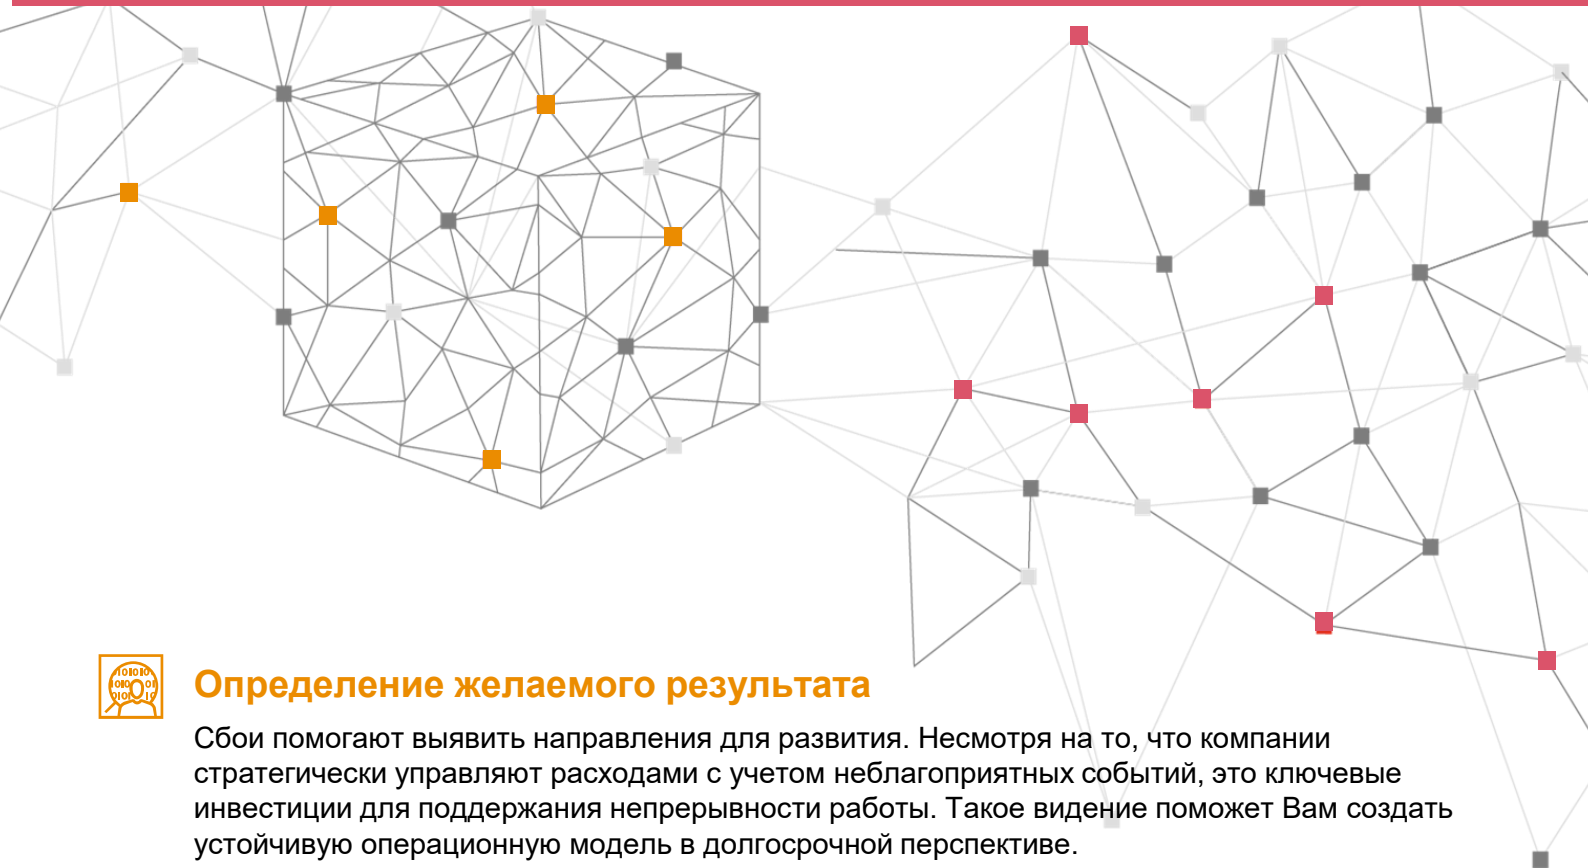 Определение желаемого результата
Сбои помогают выявить направления для развития. Несмотря на то, что компании
стратегически управляют расходами с учетом неблагоприятных событий, это ключевые
инвестиции для поддержания непрерывности работы. Такое видение поможет Вам создать
устойчивую операционную модель в долгосрочной перспективе.